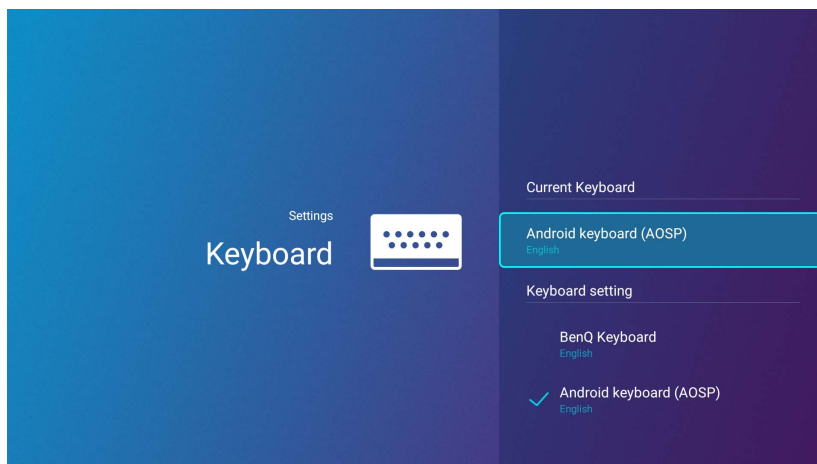 Settings
Keyboard
Current Keyboard
Android keyboard (AOSP)
English
Keyboard setting
BenQ Keyboard
English
Android keyboard (AOSP)
English